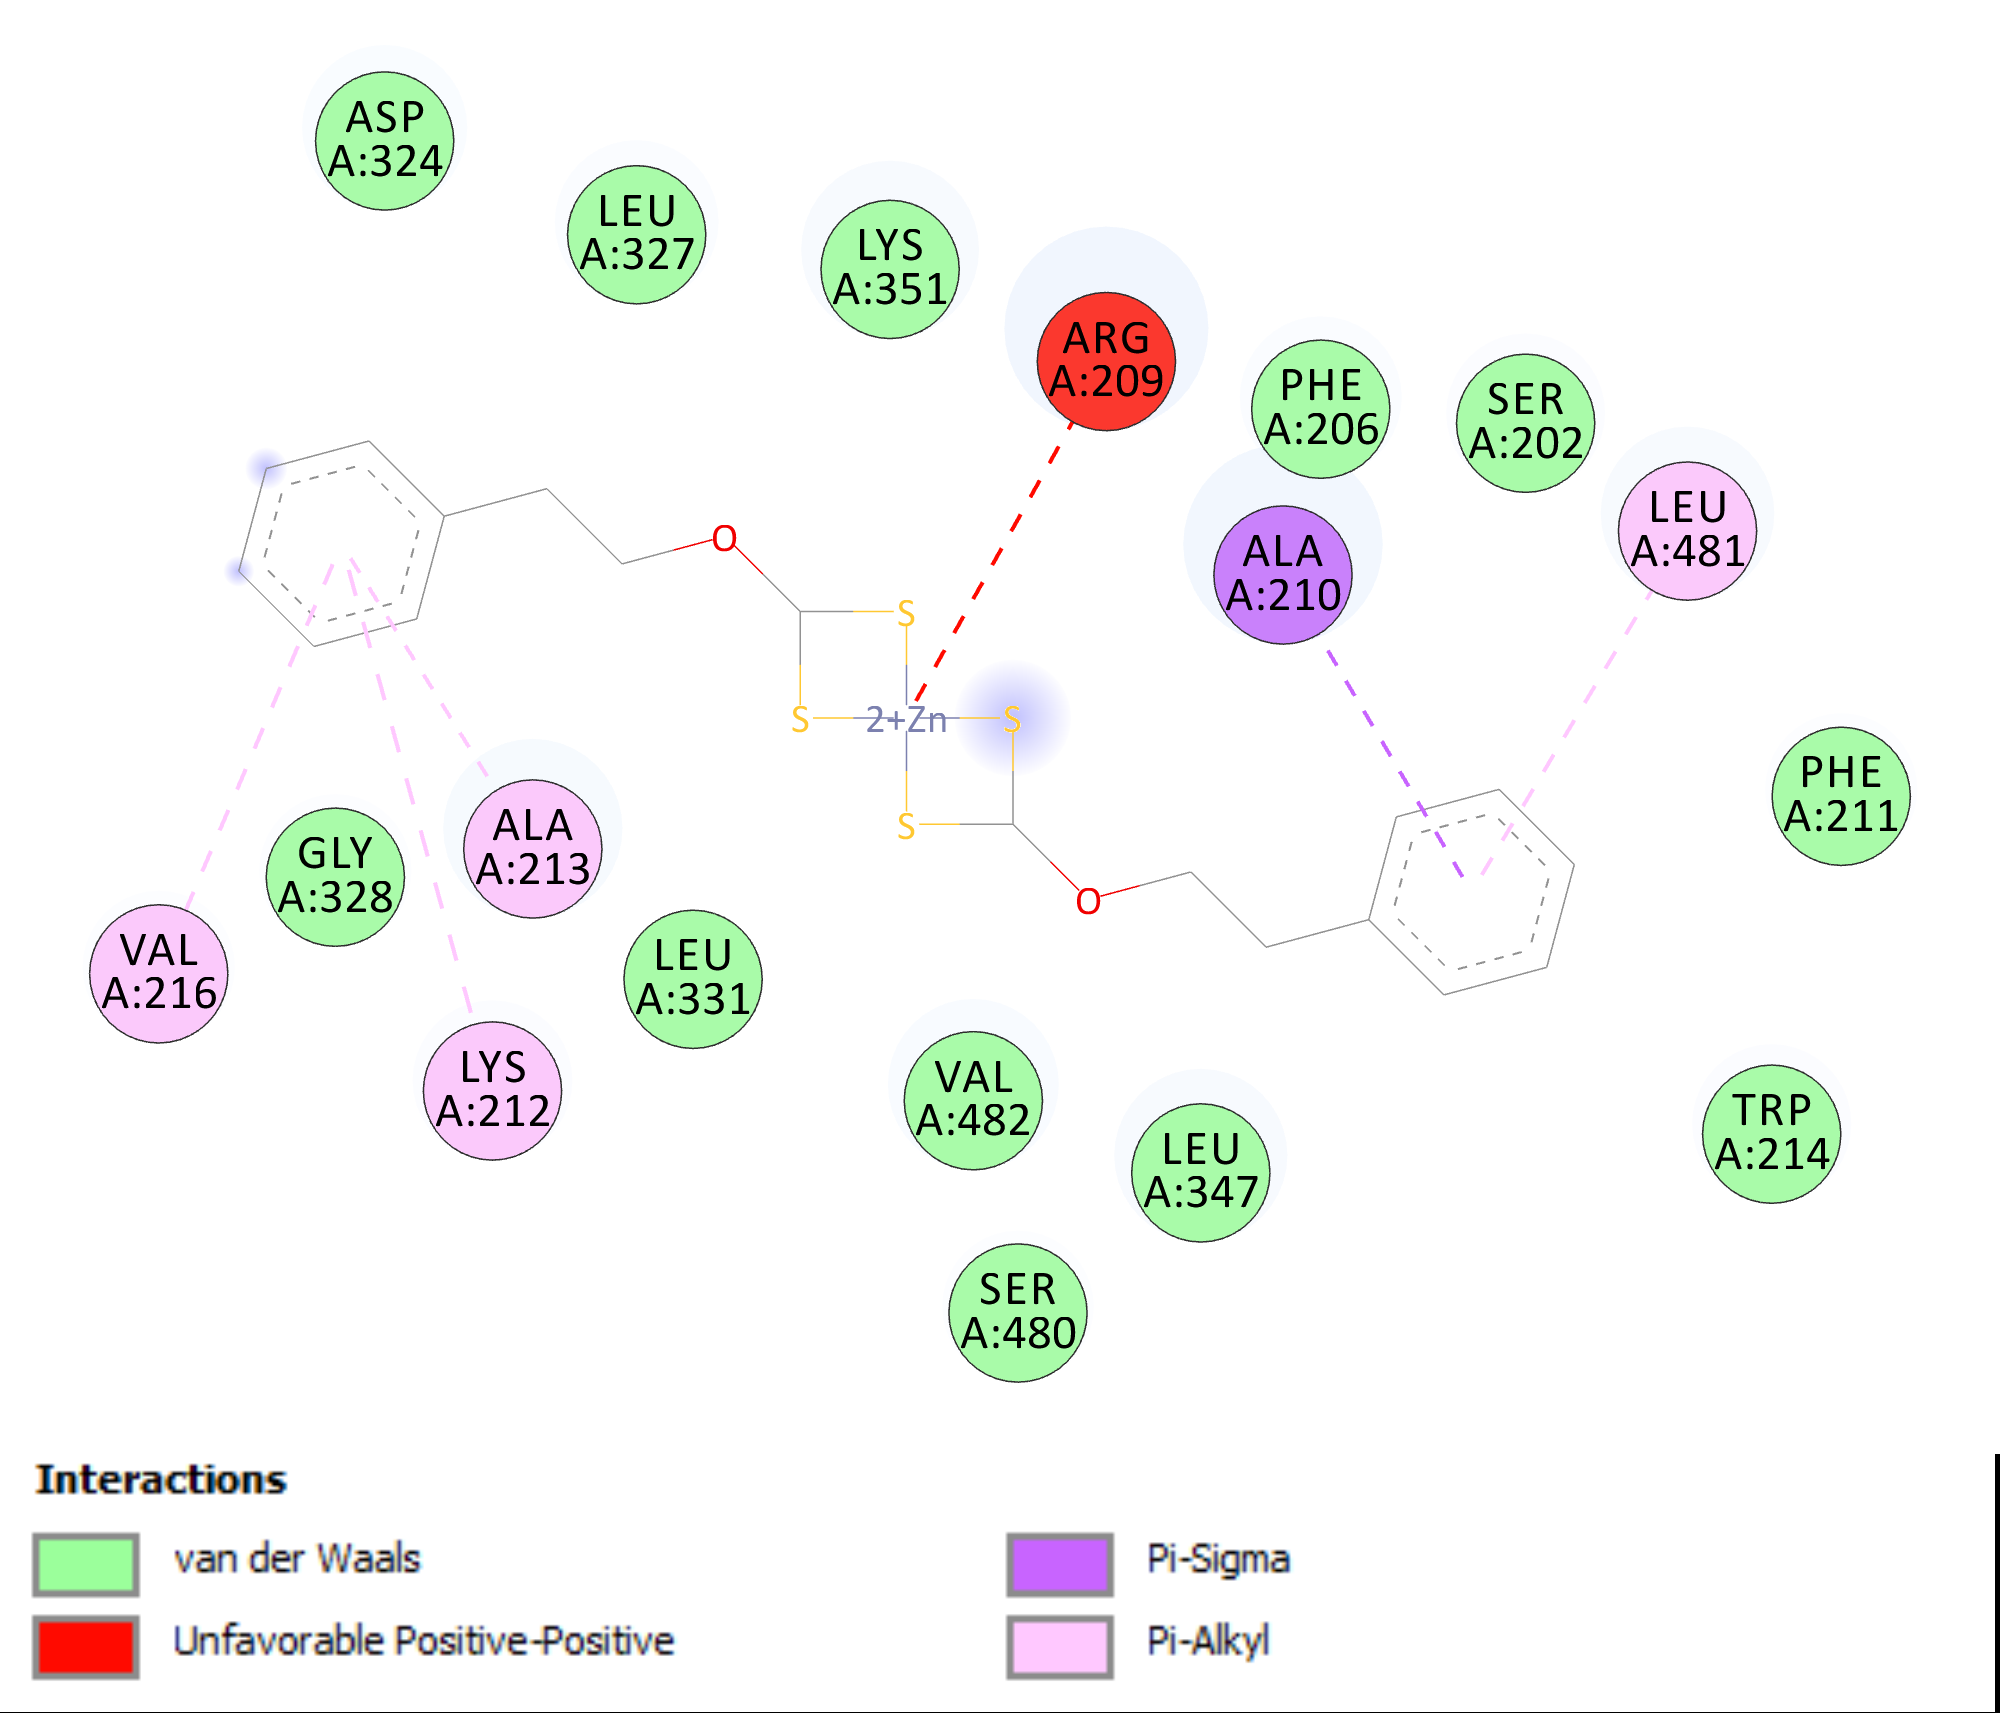 ASP
A:324
LEU
A:327
LYS
A:351
ARG
A:209
PHE
A:206
SER
A:202
LEU
A:481
ALA
A:210
O
S
S
2+Zn
S
S
O
PHE
A:211
ALA
A:213
GLY
A:328
VAL
A:216
LEU
A:331
LYS
A:212
VAL
A:482
LEU
A:347
TRP
A:214
SER
A:480
Interactions
van der Waals
Unfavorable Positive-Positive
Pi-Sigma
Pi-Alkyl